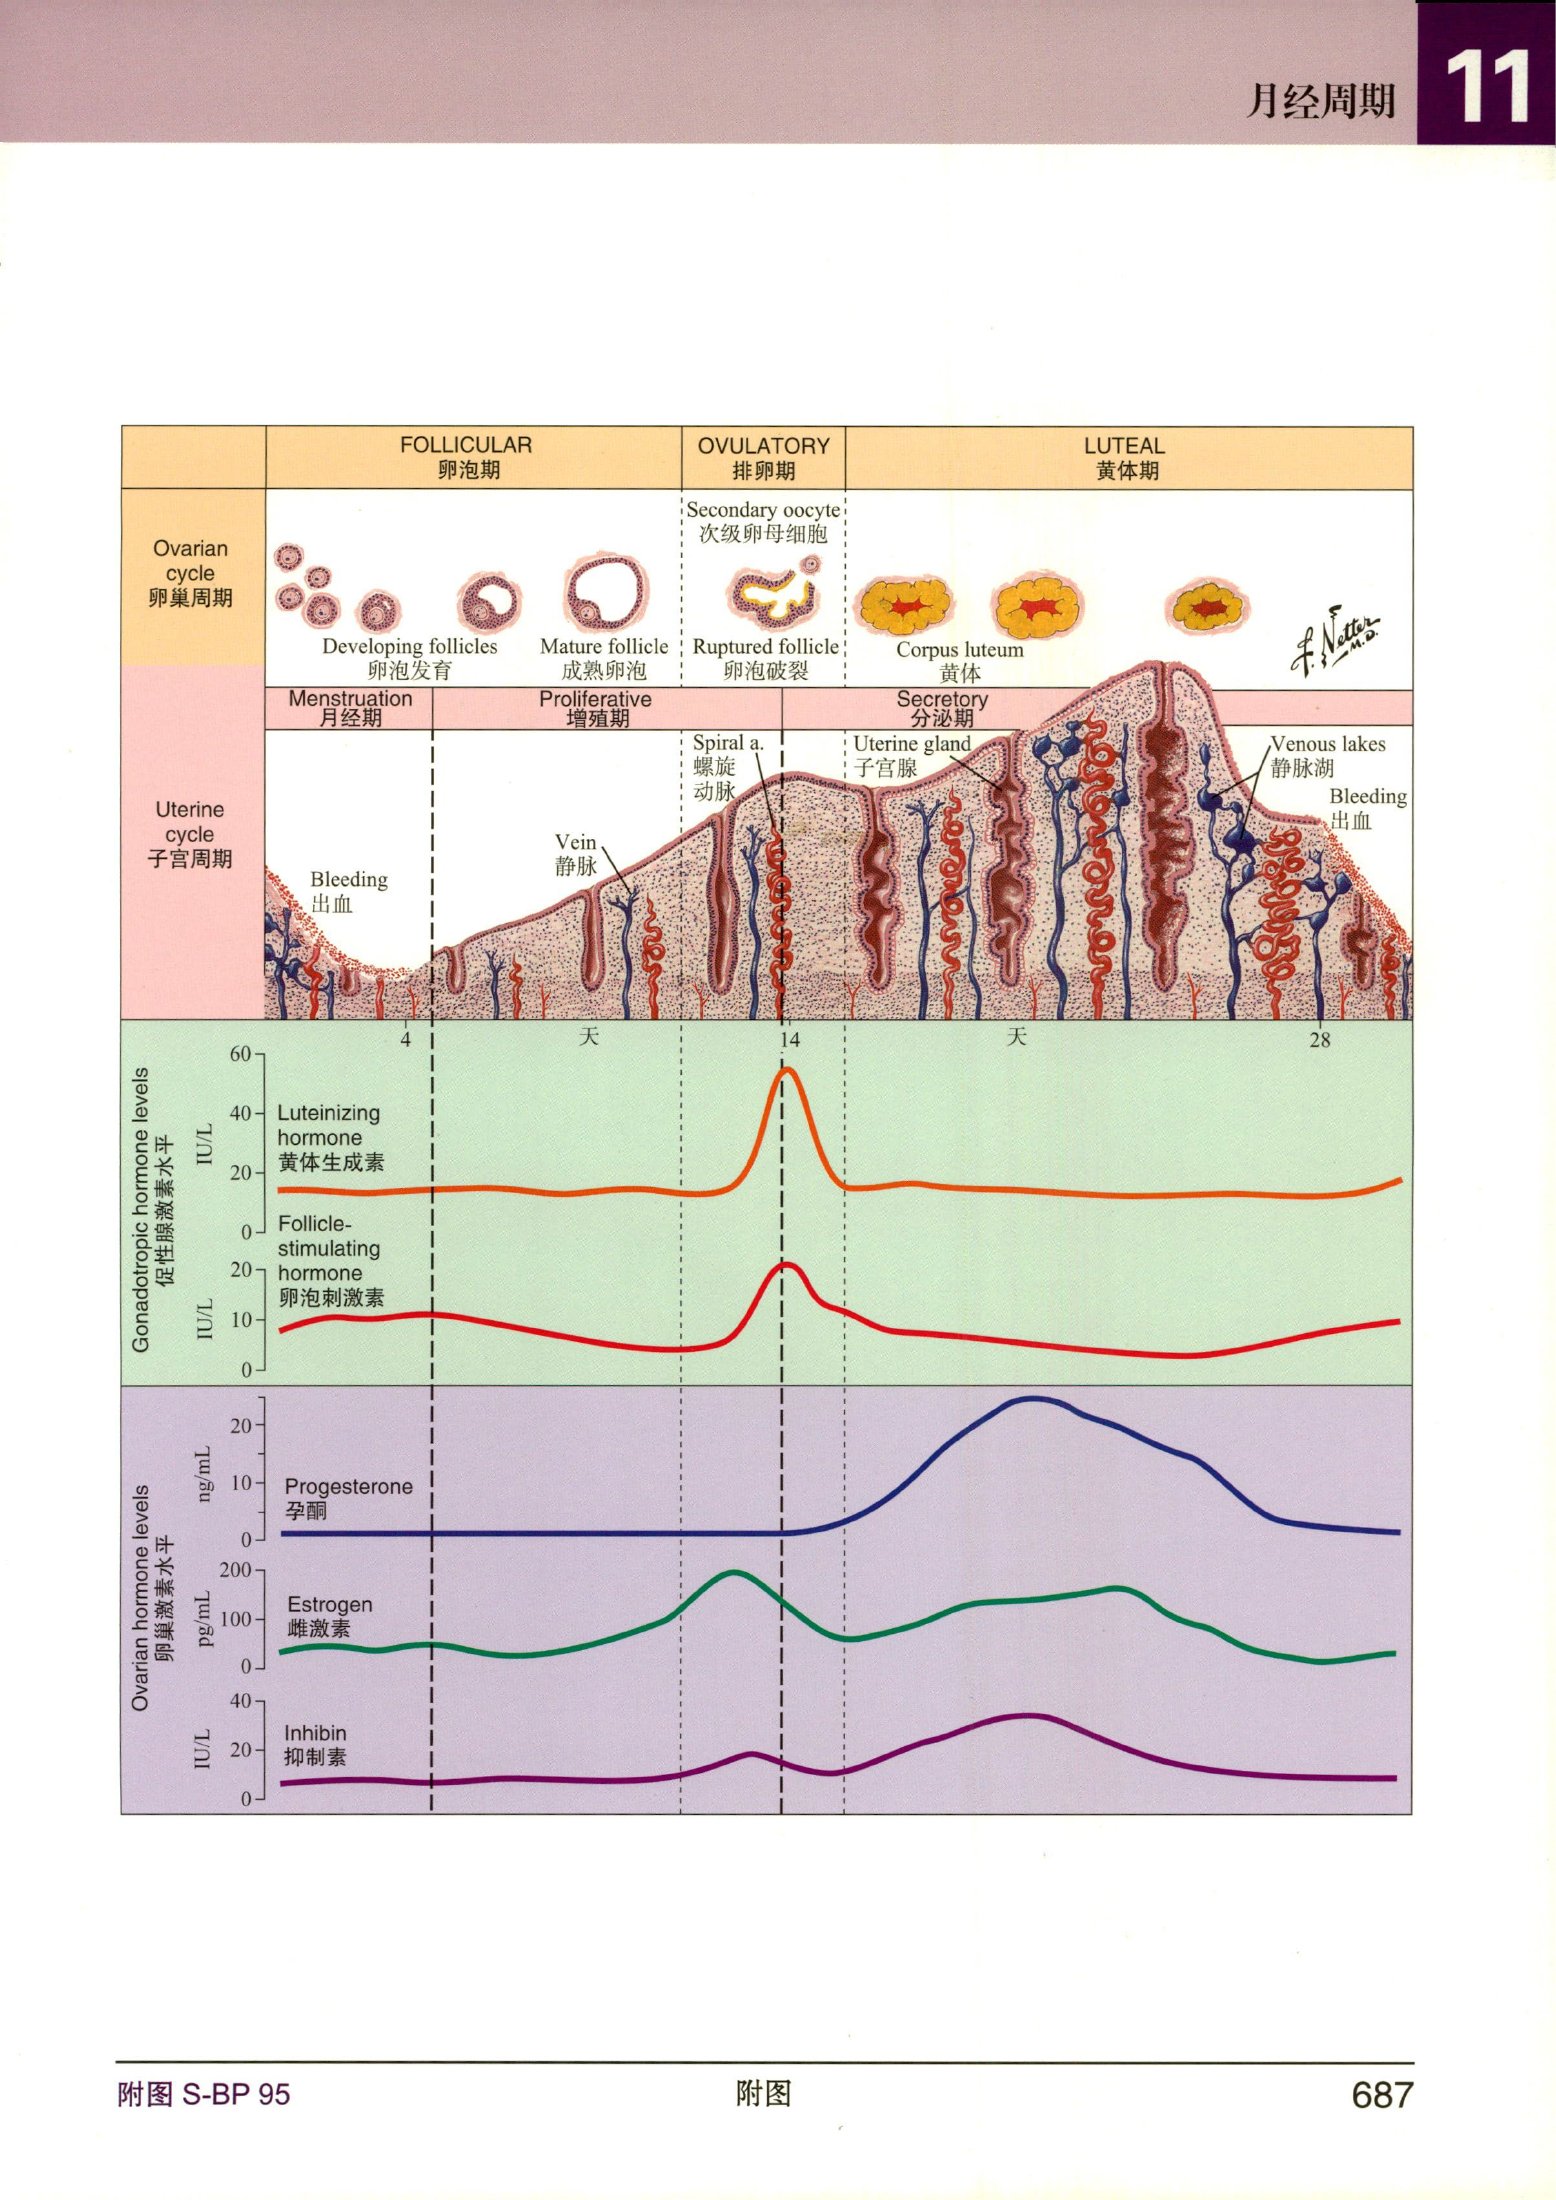 月经周期
11
FOLLICULAR
卵泡期
OVULATORY
排卵期
LUTEAL
黄体期
Ovarian
cycle
卵巢周期
Secondary oocyte
次级卵母细胞
Developing follicles
卵泡发育
Mature follicle
成熟卵泡
Ruptured follicle
卵泡破裂
Corpus luteum
黄体
F. Netter
M.D.
Menstruation
月经期
Proliferative
增殖期
Secretory
分泌期
Uterine
cycle
子宫周期
Bleeding
出血
Vein
静脉
Spiral a.
螺旋
动脉
Uterine gland
子宫腺
Venous lakes
静脉湖
Bleeding
出血
4
天
14
天
28
Gonadotropic hormone levels
促性腺激素水平
IU/L
60
40
20
0
Luteinizing
hormone
黄体生成素
IU/L
20
10
0
Follicle-
stimulating
hormone
卵泡刺激素
Ovarian hormone levels
卵巢激素水平
ng/mL
20
10
0
Progesterone
孕酮
pg/mL
200
100
0
Estrogen
雌激素
IU/L
40
20
0
Inhibin
抑制素
附图 S-BP 95
附图
687